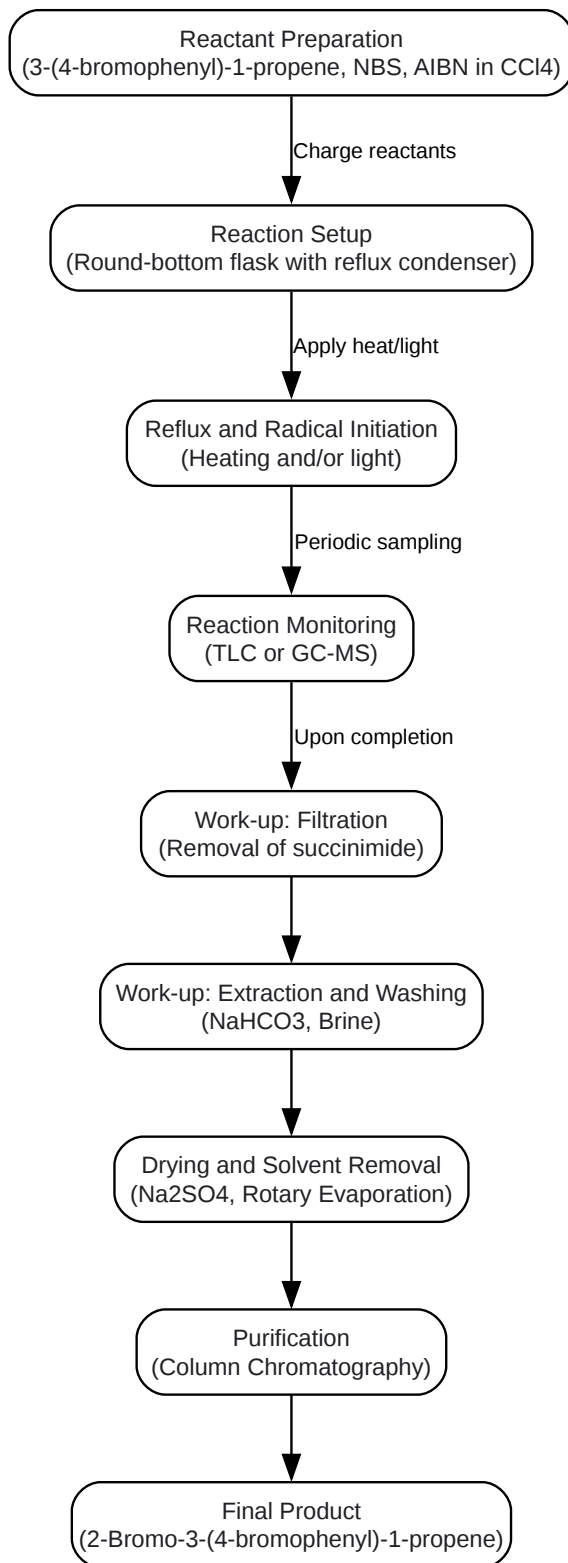 Reactant Preparation
(3-(4-bromophenyl)-1-propene, NBS, AIBN in CCl4)
Charge reactants
Reaction Setup
(Round-bottom flask with reflux condenser)
Apply heat/light
Reflux and Radical Initiation
(Heating and/or light)
Periodic sampling
Reaction Monitoring
(TLC or GC-MS)
Upon completion
Work-up: Filtration
(Removal of succinimide)
Work-up: Extraction and Washing
(NaHCO3, Brine)
Drying and Solvent Removal
(Na2SO4, Rotary Evaporation)
Purification
(Column Chromatography)
Final Product
(2-Bromo-3-(4-bromophenyl)-1-propene)